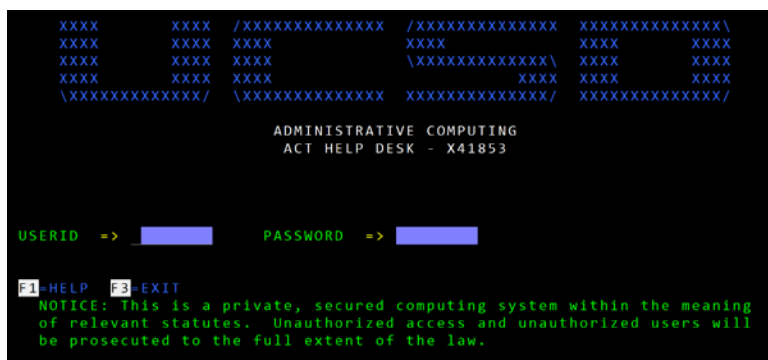 XXXX       XXXX  /XXXXXXXXXXXXXX  /XXXXXXXXXXXXXX  XXXXXXXXXXXXXX\
XXXX       XXXX  XXXX             XXXX             XXXX       XXXX
XXXX       XXXX  XXXX             \XXXXXXXXXXXXX\  XXXX       XXXX
XXXX       XXXX  XXXX                        XXXX  XXXX       XXXX
\XXXXXXXXXXXXX/  \XXXXXXXXXXXXXX  XXXXXXXXXXXXXX/  XXXXXXXXXXXXXX/
ADMINISTRATIVE COMPUTING
ACT HELP DESK - X41853
USERID => _ PASSWORD =>
F1=HELP F3=EXIT
NOTICE: This is a private, secured computing system within the meaning
of relevant statutes. Unauthorized access and unauthorized users will
be prosecuted to the full extent of the law.